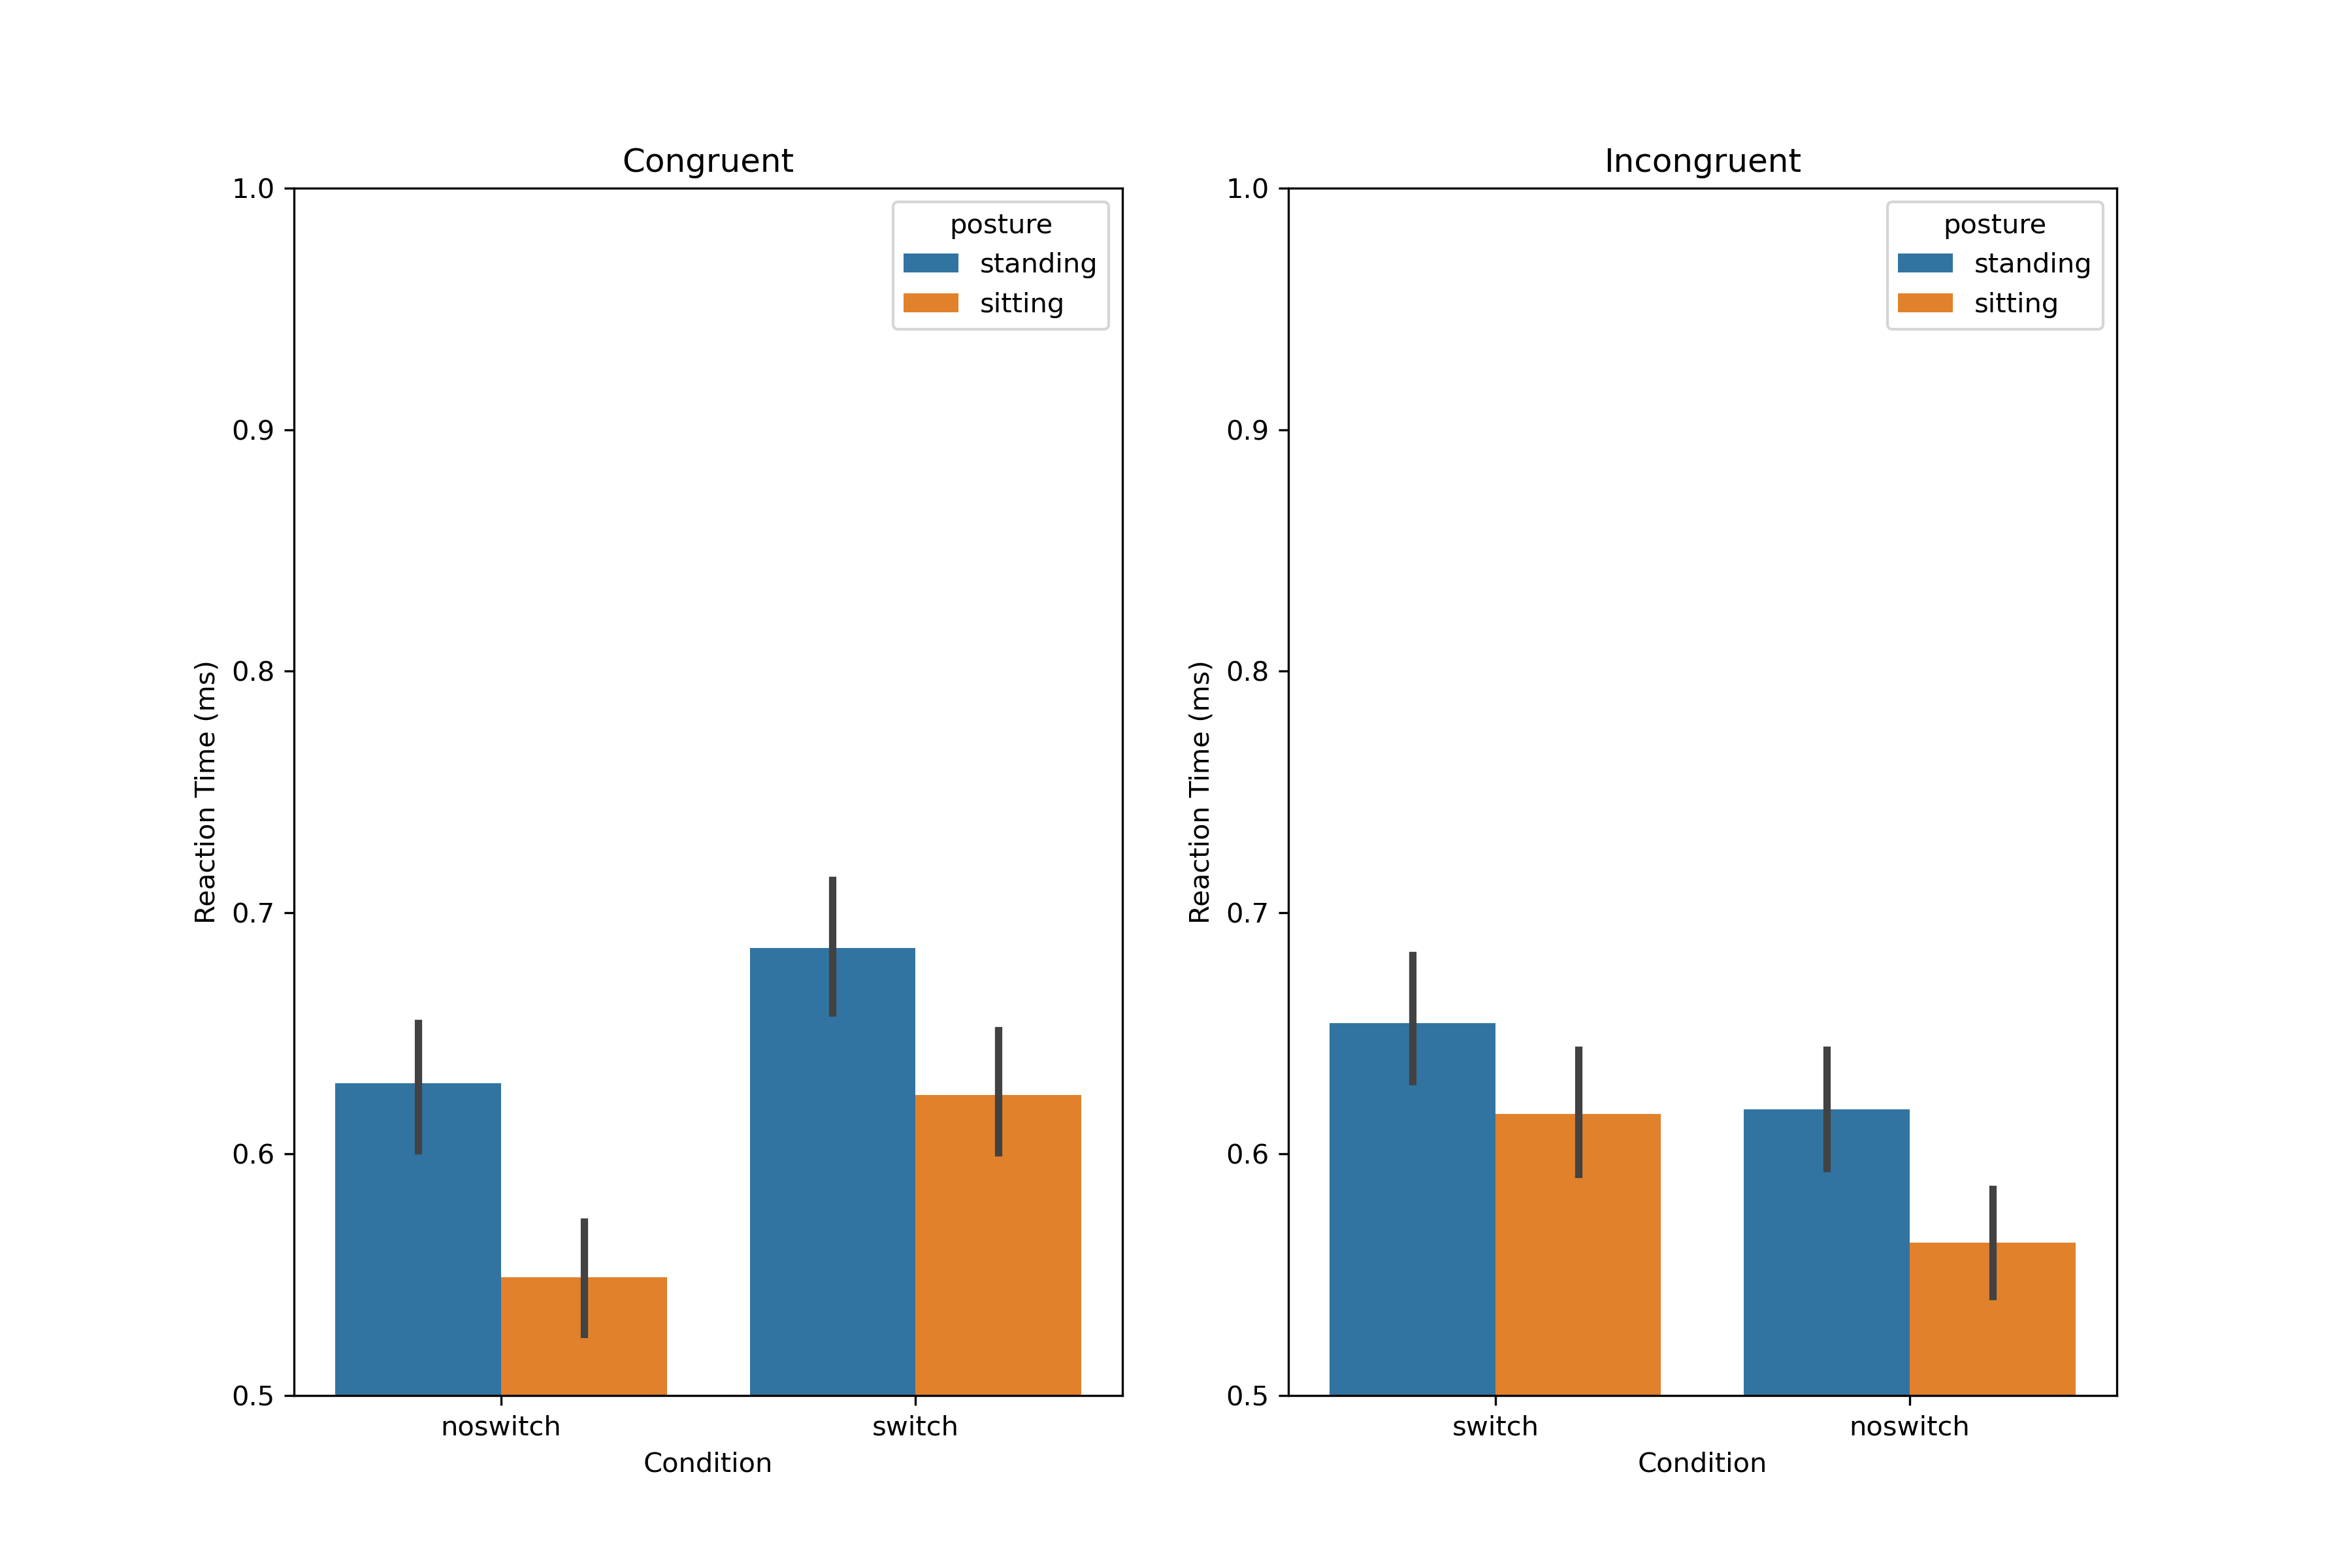 Congruent
1.0
0.9
0.8
0.7
0.6
0.5
Reaction Time (ms)
posture
standing
sitting
noswitch
switch
Condition
Incongruent
1.0
0.9
0.8
0.7
0.6
0.5
Reaction Time (ms)
posture
standing
sitting
switch
noswitch
Condition